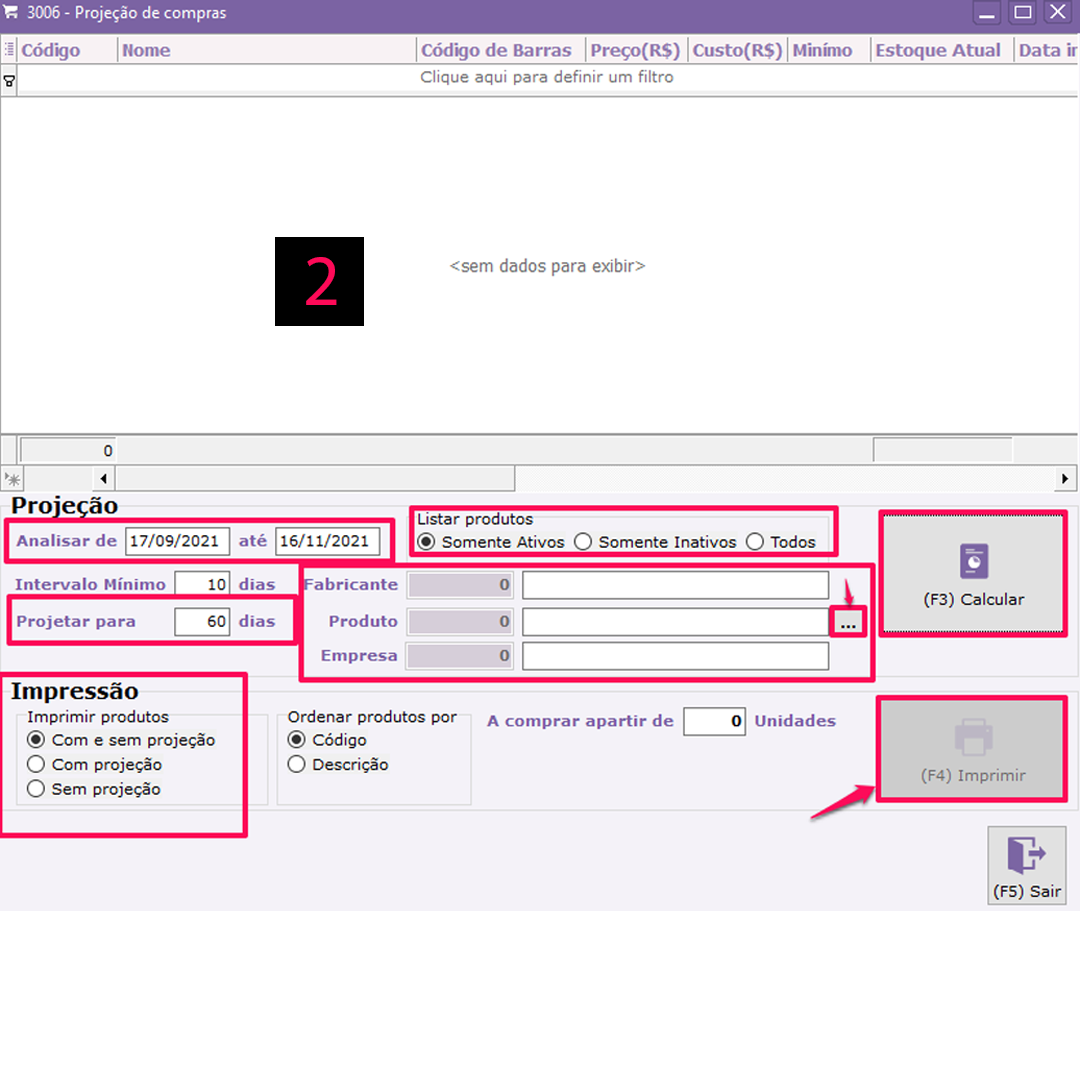 3006 - Projeção de compras
Código Nome Código de Barras Preço(R$) Custo(R$) Minímo Estoque Atual Data in
Clique aqui para definir um filtro
2
<sem dados para exibir>
0
Projeção
Analisar de 17/09/2021 até 16/11/2021
Listar produtos
Somente Ativos Somente Inativos Todos
Intervalo Mínimo 10 dias
Fabricante 0
Projetar para 60 dias
Produto 0 ...
Empresa 0
(F3) Calcular
Impressão
Imprimir produtos
Com e sem projeção
Com projeção
Sem projeção
Ordenar produtos por
Código
Descrição
A comprar apartir de 0 Unidades
(F4) Imprimir
(F5) Sair